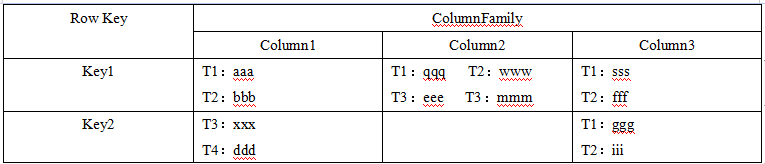 Row Key ColumnFamily
Column1 Column2 Column3
Key1 T1：aaa T1：qqq T2：www T1：sss
T2：bbb T3：eee T3：mmm T2：fff
Key2 T3：xxx T1：ggg
T4：ddd T2：iii